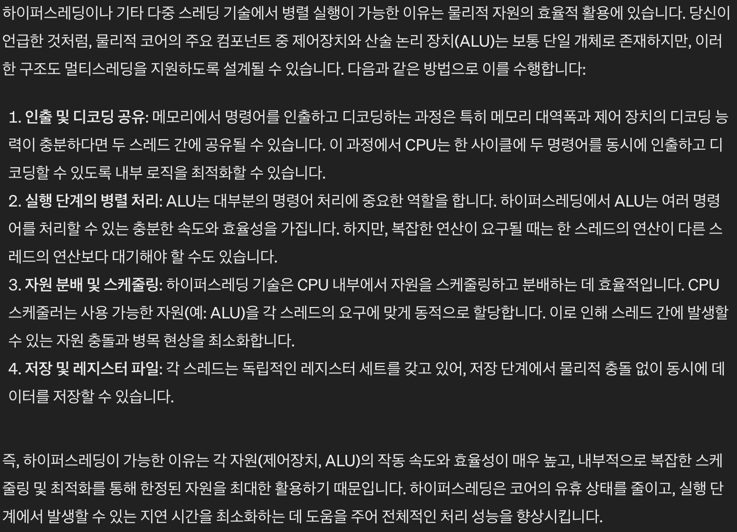 하이퍼스레딩이나 기타 다중 스레딩 기술에서 병렬 실행이 가능한 이유는 물리적 자원의 효율적 활용에 있습니다. 당신이
언급한 것처럼, 물리적 코어의 주요 컴포넌트 중 제어장치와 산술 논리 장치(ALU)는 보통 단일 개체로 존재하지만, 이러
한 구조도 멀티스레딩을 지원하도록 설계될 수 있습니다. 다음과 같은 방법으로 이를 수행합니다:
1. 인출 및 디코딩 공유: 메모리에서 명령어를 인출하고 디코딩하는 과정은 특히 메모리 대역폭과 제어 장치의 디코딩 능
력이 충분하다면 두 스레드 간에 공유될 수 있습니다. 이 과정에서 CPU는 한 사이클에 두 명령어를 동시에 인출하고 디
코딩할 수 있도록 내부 로직을 최적화할 수 있습니다.
2. 실행 단계의 병렬 처리: ALU는 대부분의 명령어 처리에 중요한 역할을 합니다. 하이퍼스레딩에서 ALU는 여러 명령
어를 처리할 수 있는 충분한 속도와 효율성을 가집니다. 하지만, 복잡한 연산이 요구될 때는 한 스레드의 연산이 다른 스
레드의 연산보다 대기해야 할 수도 있습니다.
3. 자원 분배 및 스케줄링: 하이퍼스레딩 기술은 CPU 내부에서 자원을 스케줄링하고 분배하는 데 효율적입니다. CPU
스케줄러는 사용 가능한 자원(예: ALU)을 각 스레드의 요구에 맞게 동적으로 할당합니다. 이로 인해 스레드 간에 발생할
수 있는 자원 충돌과 병목 현상을 최소화합니다.
4. 저장 및 레지스터 파일: 각 스레드는 독립적인 레지스터 세트를 갖고 있어, 저장 단계에서 물리적 충돌 없이 동시에 데
이터를 저장할 수 있습니다.
즉, 하이퍼스레딩이 가능한 이유는 각 자원(제어장치, ALU)의 작동 속도와 효율성이 매우 높고, 내부적으로 복잡한 스케
줄링 및 최적화를 통해 한정된 자원을 최대한 활용하기 때문입니다. 하이퍼스레딩은 코어의 유휴 상태를 줄이고, 실행 단
계에서 발생할 수 있는 지연 시간을 최소화하는 데 도움을 주어 전체적인 처리 성능을 향상시킵니다.